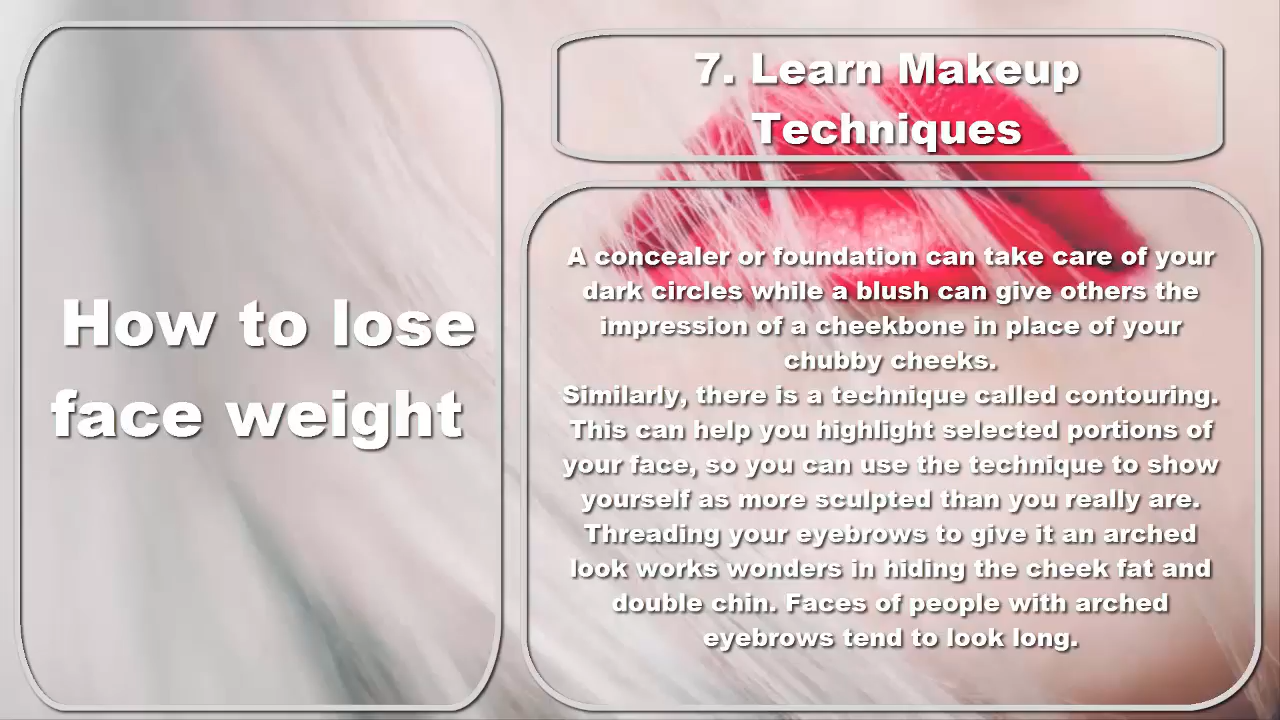 How to lose
face weight
7. Learn Makeup
Techniques
A concealer or foundation can take care of your
dark circles while a blush can give others the
impression of a cheekbone in place of your
chubby cheeks.
Similarly, there is a technique called contouring.
This can help you highlight selected portions of
your face, so you can use the technique to show
yourself as more sculpted than you really are.
Threading your eyebrows to give it an arched
look works wonders in hiding the cheek fat and
double chin. Faces of people with arched
eyebrows tend to look long.